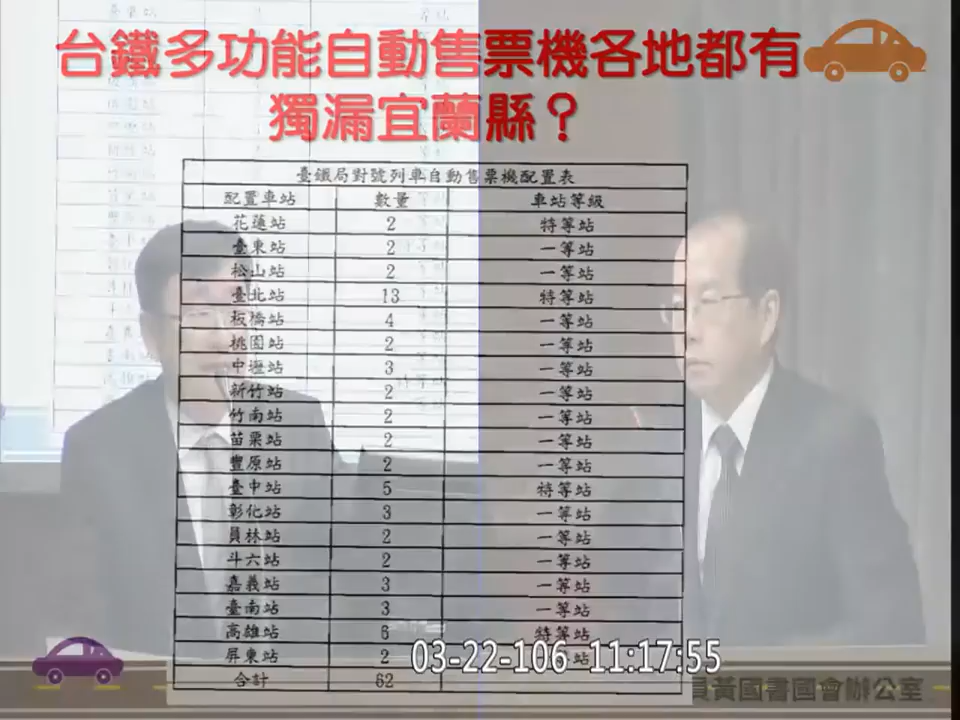 台鐵多功能自動售票機各地都有
獨漏宜蘭縣？
臺鐵局對號列車自動售票機配置表
配置車站 數量 車站等級
花蓮站 2 特等站
臺東站 2 一等站
松山站 2 一等站
臺北站 13 特等站
板橋站 4 一等站
桃園站 2 一等站
中壢站 3 一等站
新竹站 2 一等站
竹南站 2 一等站
苗栗站 2 一等站
豐原站 2 一等站
臺中站 5 特等站
彰化站 3 一等站
員林站 2 一等站
斗六站 2 一等站
嘉義站 3 一等站
臺南站 3 一等站
高雄站 6 特等站
屏東站 2 站
合計 62
03-22-106 11:17:55
員黃國書國會辦公室